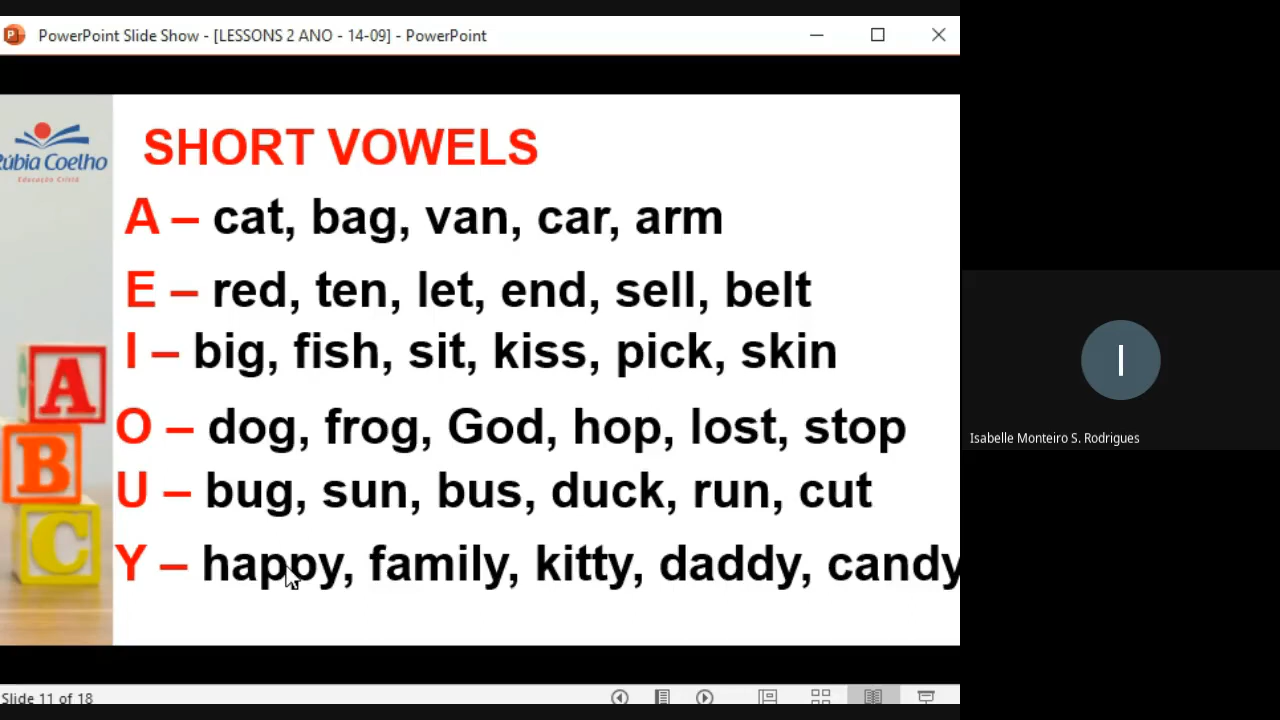 PowerPoint Slide Show - [LESSONS 2 ANO - 14-09] - PowerPoint
Rúbia Coelho
Educação Cristã
SHORT VOWELS
A – cat, bag, van, car, arm
E – red, ten, let, end, sell, belt
I – big, fish, sit, kiss, pick, skin
O – dog, frog, God, hop, lost, stop
U – bug, sun, bus, duck, run, cut
Y – happy, family, kitty, daddy, candy
A
B
C
I
Isabelle Monteiro S. Rodrigues
Slide 11 of 18